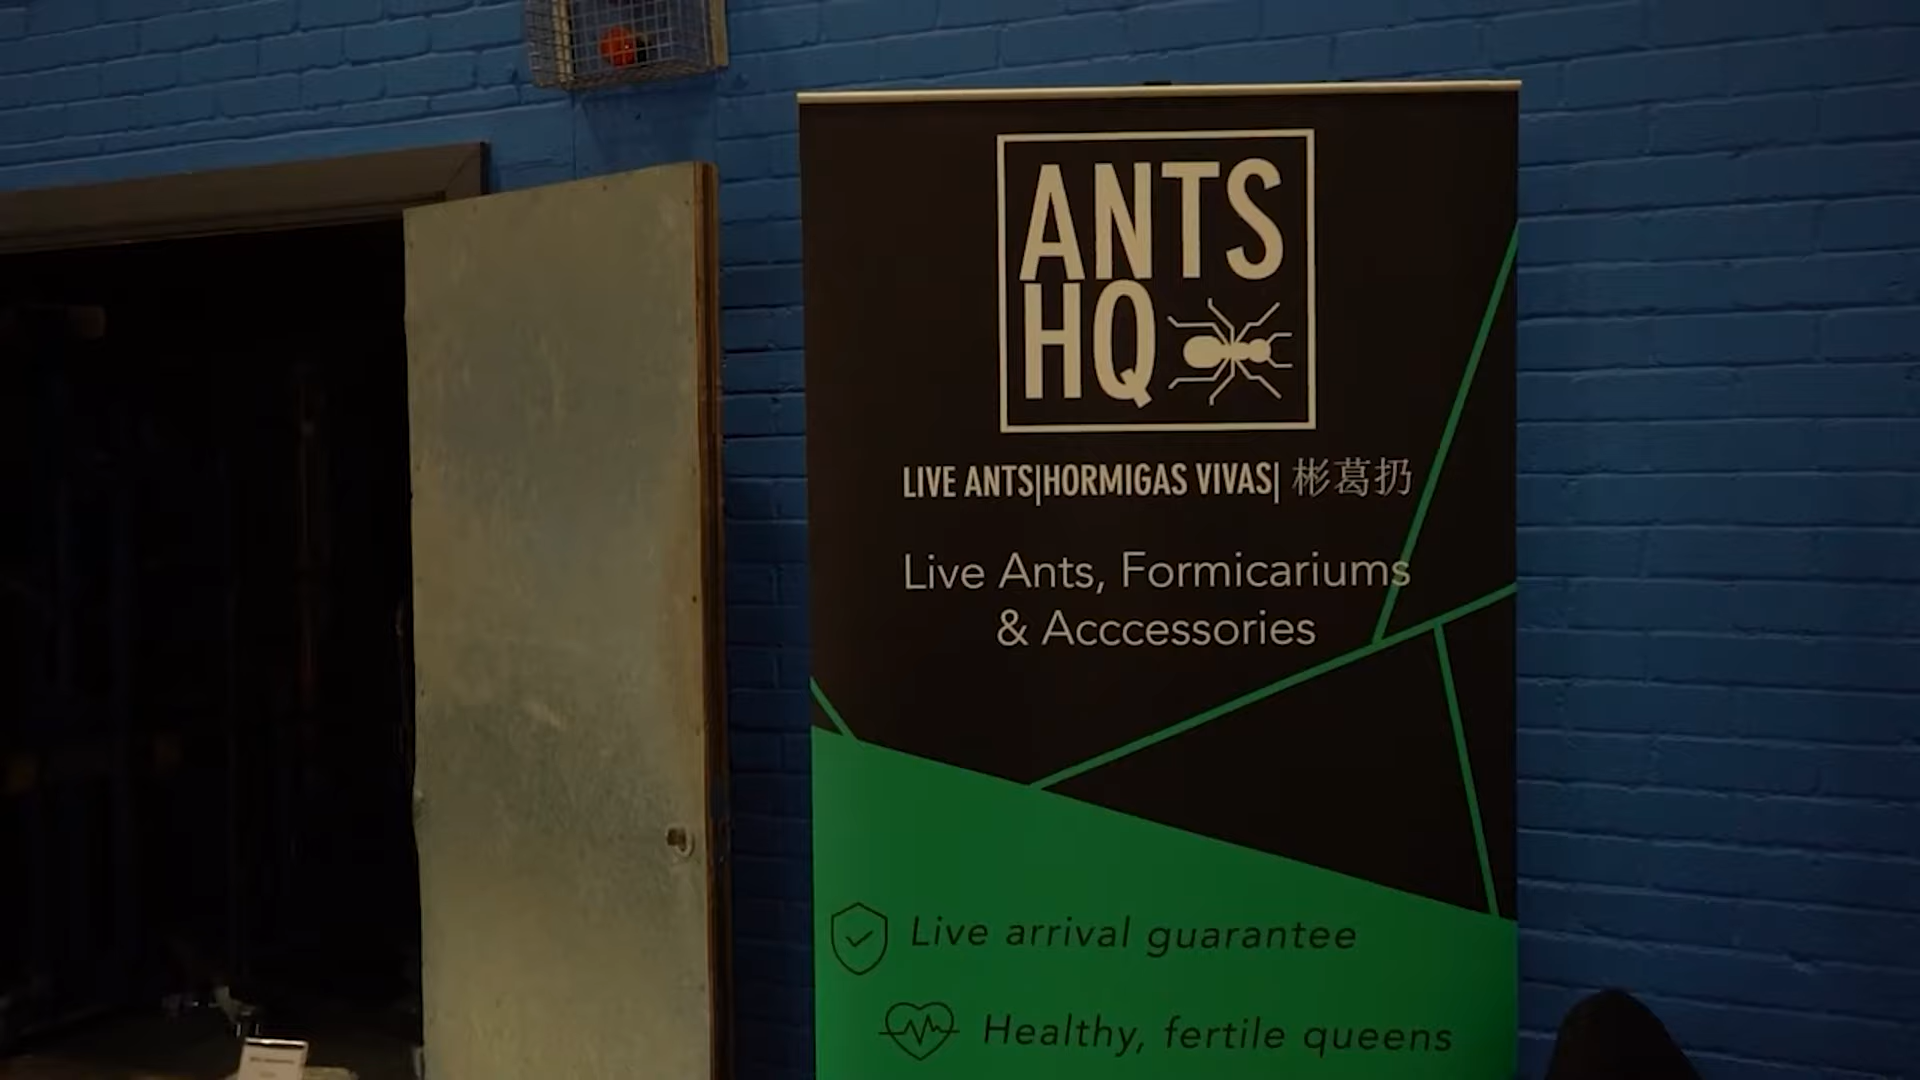 ANTS
HQ
LIVE ANTS|HORMIGAS VIVAS| 彬葛扔
Live Ants, Formicariums
& Acccessories
Live arrival guarantee
Healthy, fertile queens